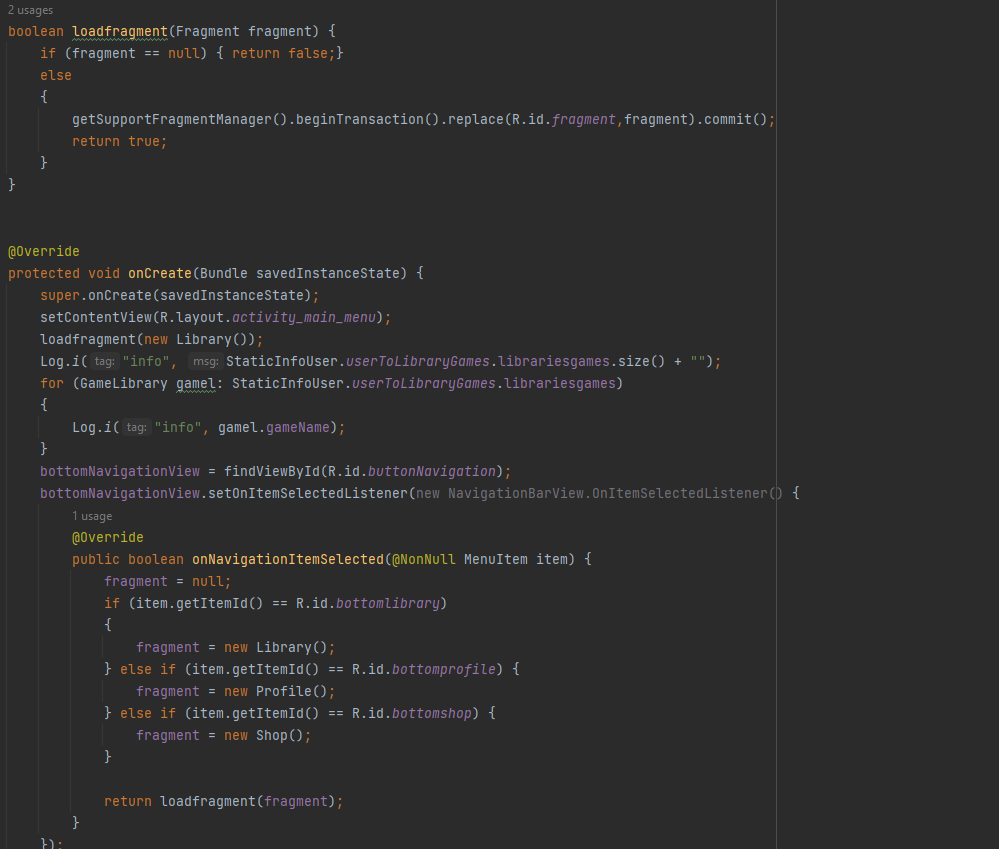 2 usages
boolean loadfragment(Fragment fragment) {
if (fragment == null) { return false;}
else
{
getSupportFragmentManager().beginTransaction().replace(R.id.fragment,fragment).commit();
return true;
}
}
@Override
protected void onCreate(Bundle savedInstanceState) {
super.onCreate(savedInstanceState);
setContentView(R.layout.activity_main_menu);
loadfragment(new Library());
Log.i( tag: "info", msg: StaticInfoUser.userToLibraryGames.librariesgames.size() + "");
for (GameLibrary gamel: StaticInfoUser.userToLibraryGames.librariesgames)
{
Log.i( tag: "info", gamel.gameName);
}
bottomNavigationView = findViewById(R.id.buttonNavigation);
bottomNavigationView.setOnItemSelectedListener(new NavigationBarView.OnItemSelectedListener() {
1 usage
@Override
public boolean onNavigationItemSelected(@NonNull MenuItem item) {
fragment = null;
if (item.getItemId() == R.id.bottomlibrary)
{
fragment = new Library();
} else if (item.getItemId() == R.id.bottomprofile) {
fragment = new Profile();
} else if (item.getItemId() == R.id.bottomshop) {
fragment = new Shop();
}
return loadfragment(fragment);
}
});